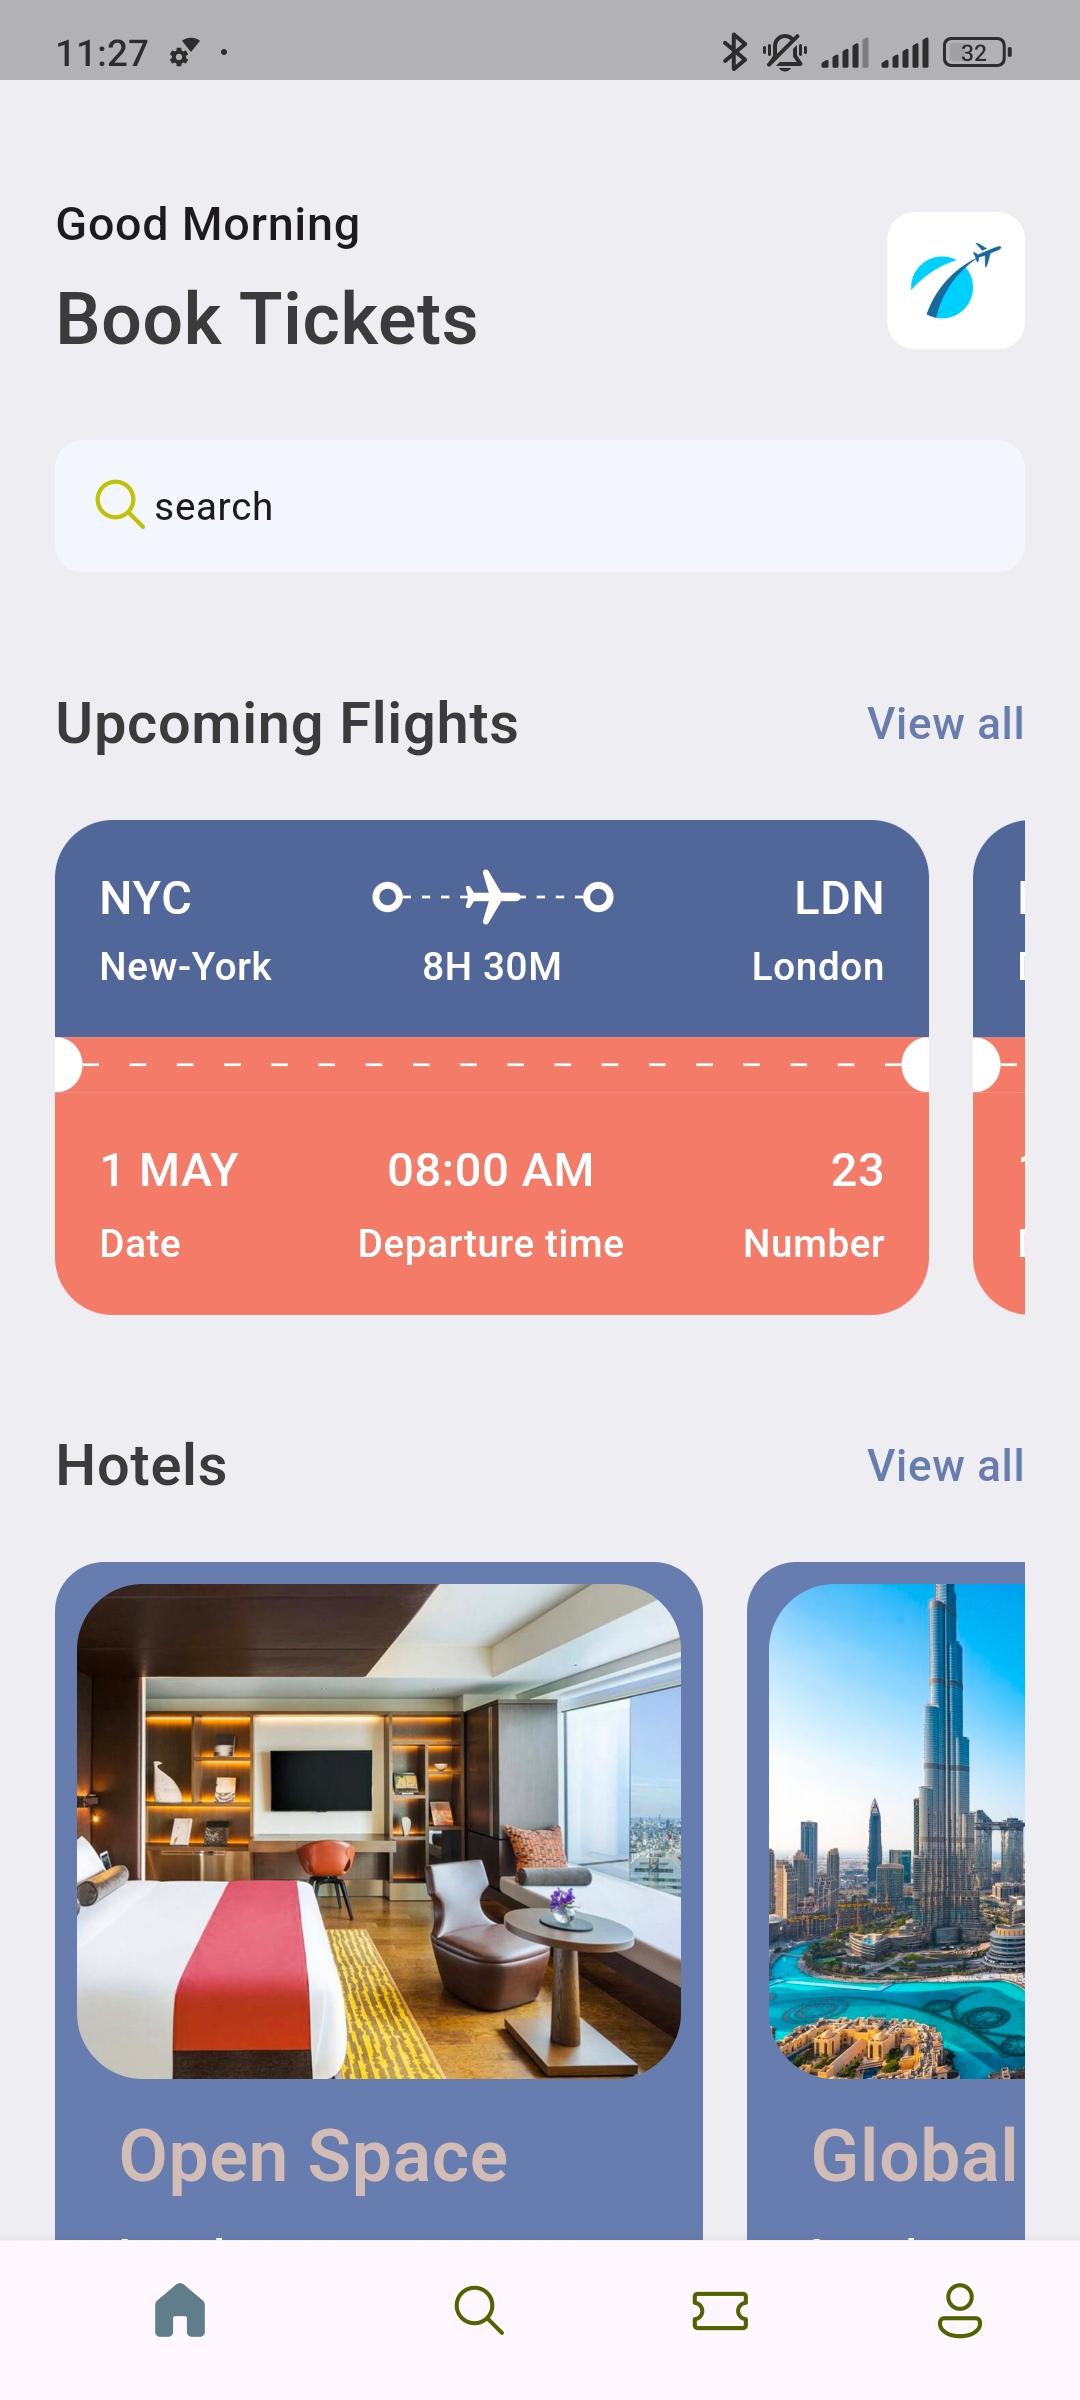 11:27
32
Good Morning
Book Tickets
search
Upcoming Flights View all
NYC LDN
New-York 8H 30M London
1 MAY 08:00 AM 23
Date Departure time Number
Hotels View all
Open Space Global